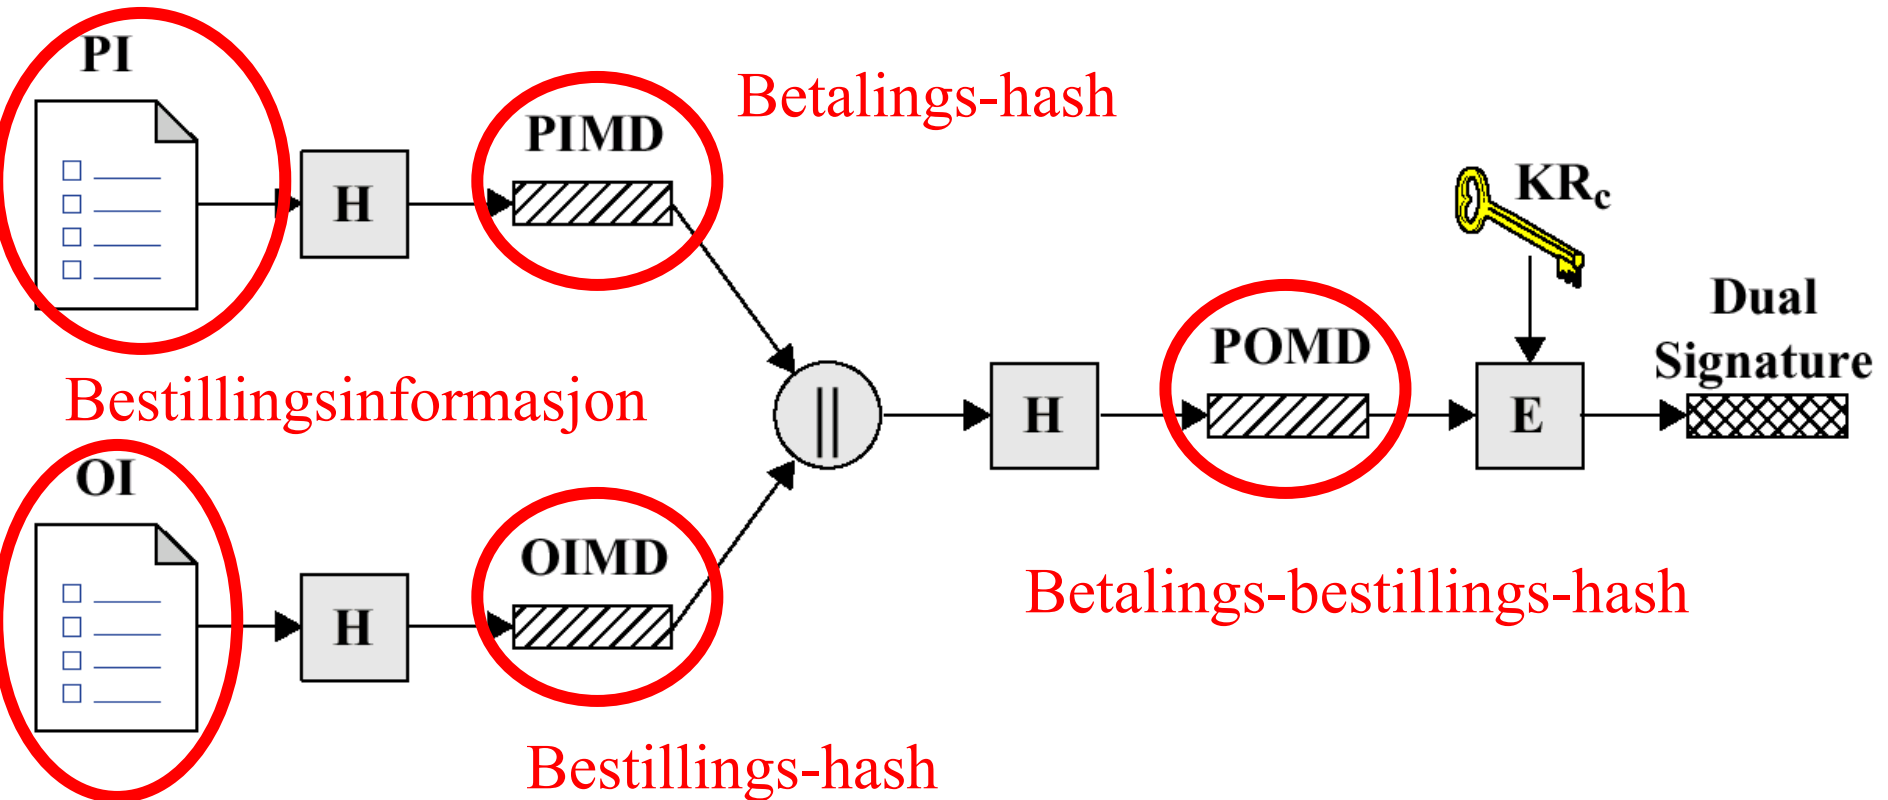 PI
H
PIMD
Betalings-hash
KRc
Bestillingsinformasjon
OI
H
OIMD
Bestillings-hash
||
H
POMD
Betalings-bestillings-hash
E
Dual
Signature